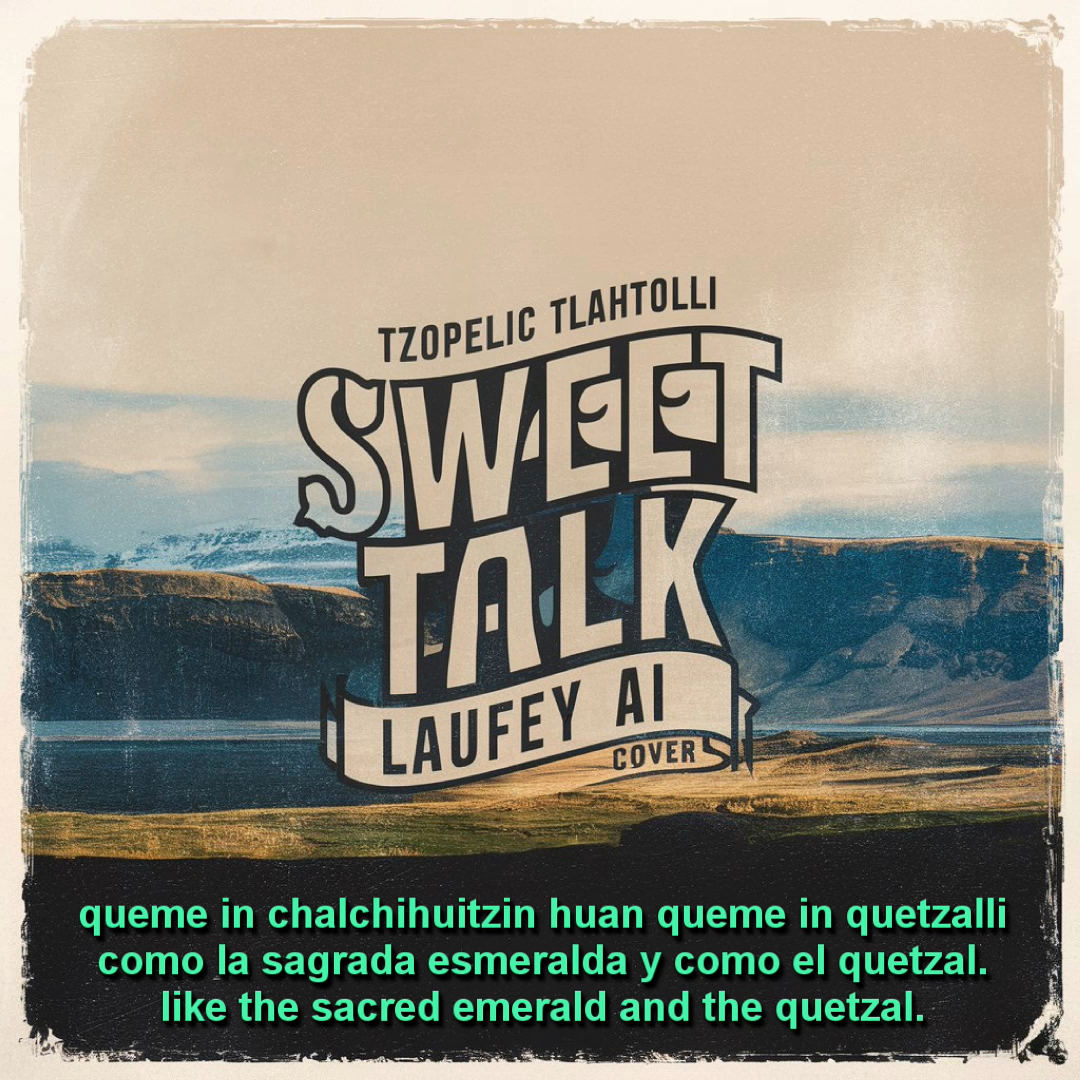 TZOPELIC TLAHTOLLI
SWEET
TALK
LAUFEY AI
COVER
queme in chalchihuitzin huan queme in quetzalli
como la sagrada esmeralda y como el quetzal.
like the sacred emerald and the quetzal.